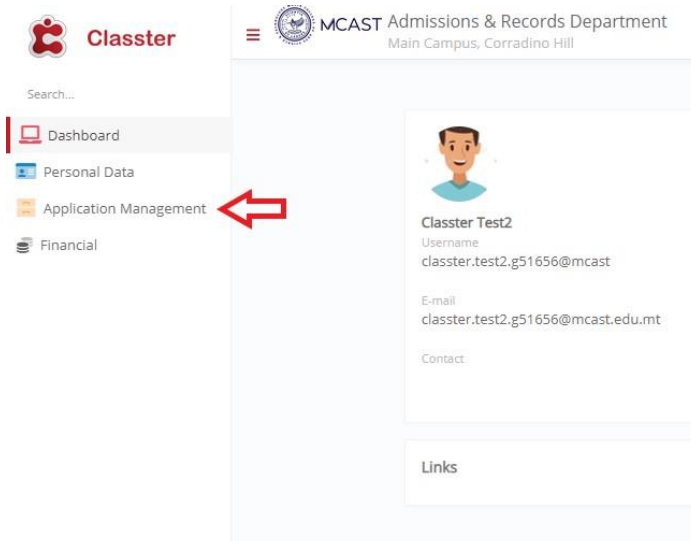 Classter
Search...
Dashboard
Personal Data
Application Management
Financial
MCAST Admissions & Records Department
Main Campus, Corradino Hill
Classter Test2
Username
classter.test2.g51656@mcast
E-mail
classter.test2.g51656@mcast.edu.mt
Contact
Links